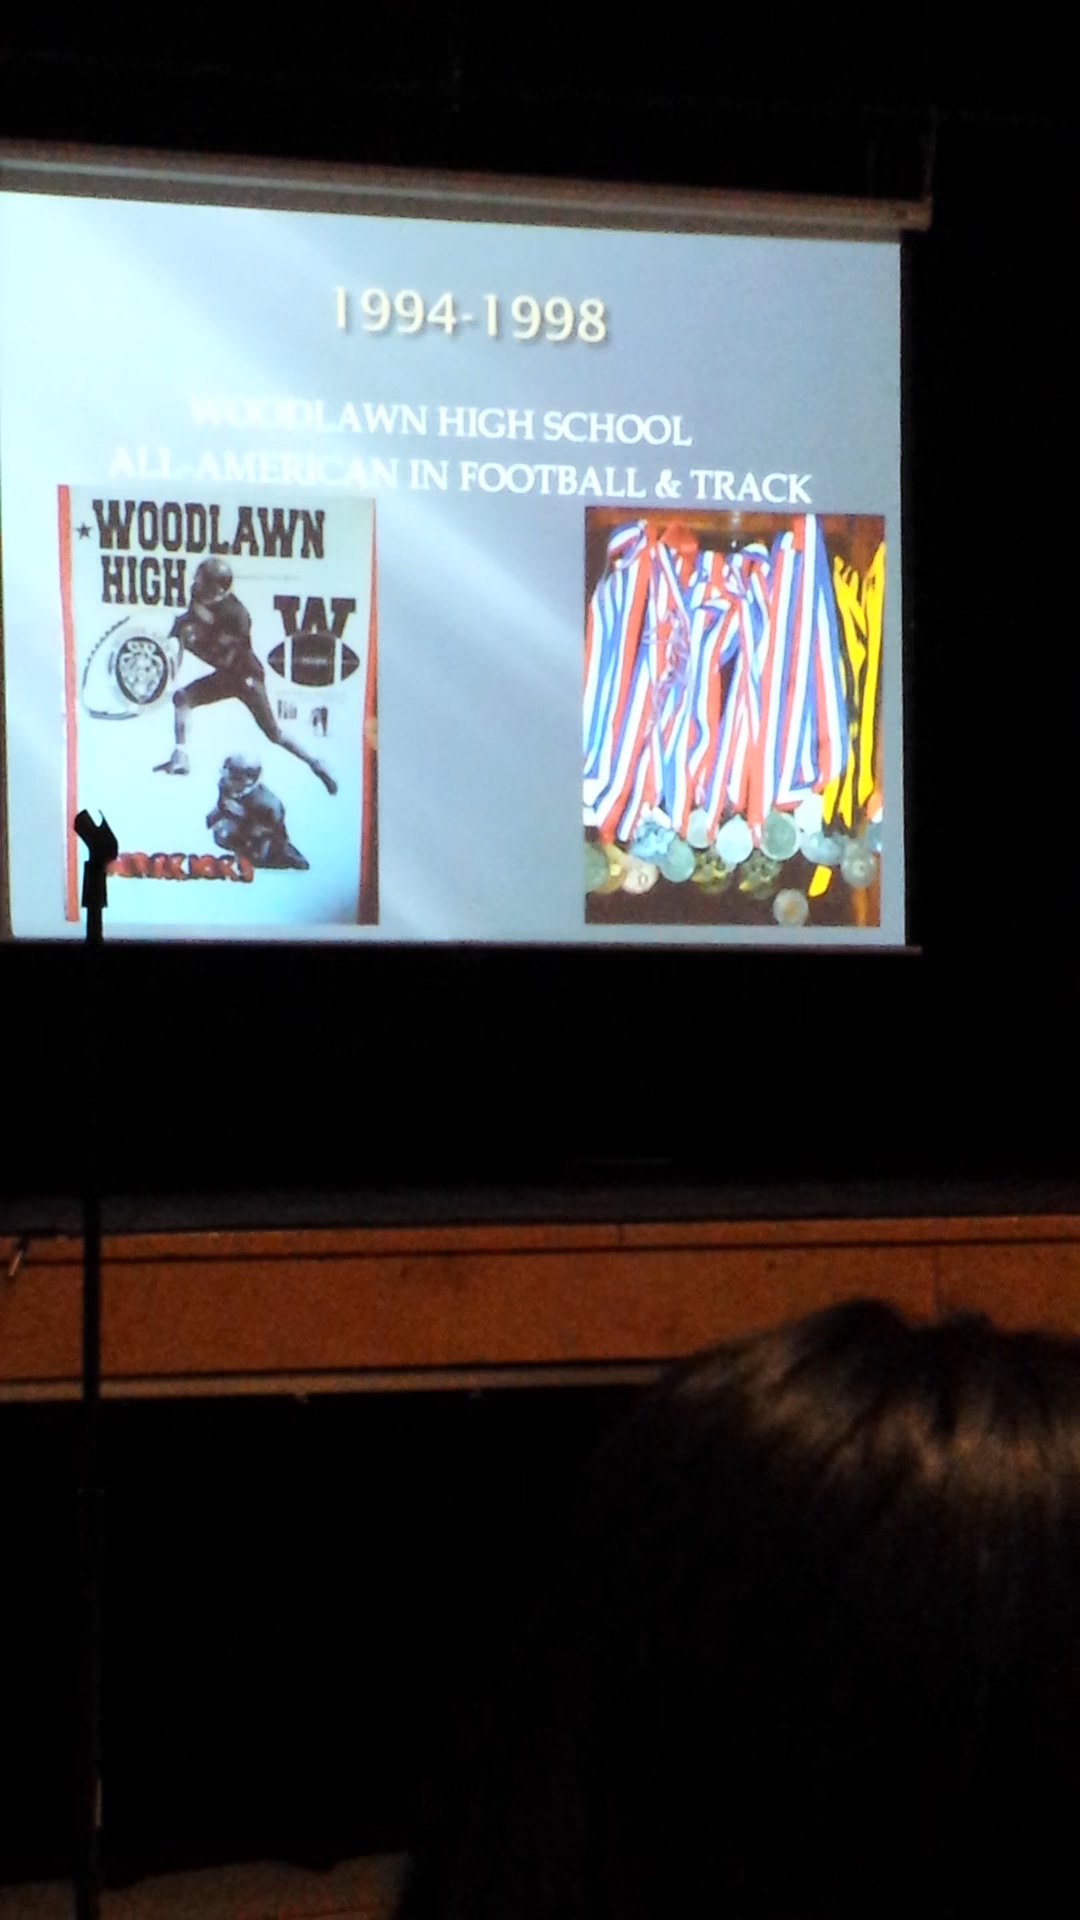 1994-1998
WOODLAWN HIGH SCHOOL
ALL-AMERICAN IN FOOTBALL & TRACK
WOODLAWN
HIGH
W